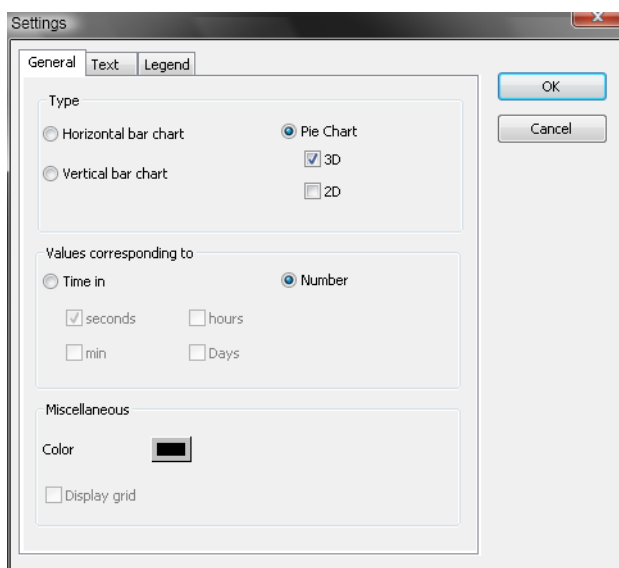 Settings
General Text Legend
OK
Cancel
Type
Horizontal bar chart
Pie Chart
3D
Vertical bar chart
2D
Values corresponding to
Time in
Number
seconds
hours
min
Days
Miscellaneous
Color
Display grid